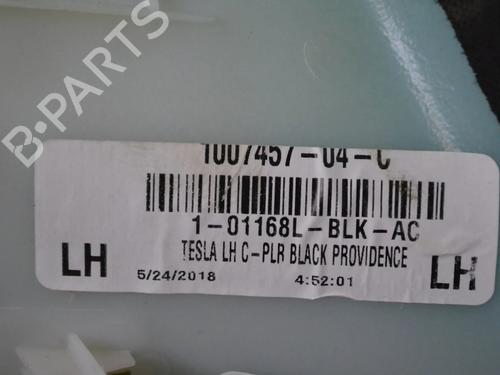 B-PARTS
1007457-04-C
1-01168L-BLK-AC
TESLA LH C-PLR BLACK PROVIDENCE
LH 5/24/2018 4:52:01 LH